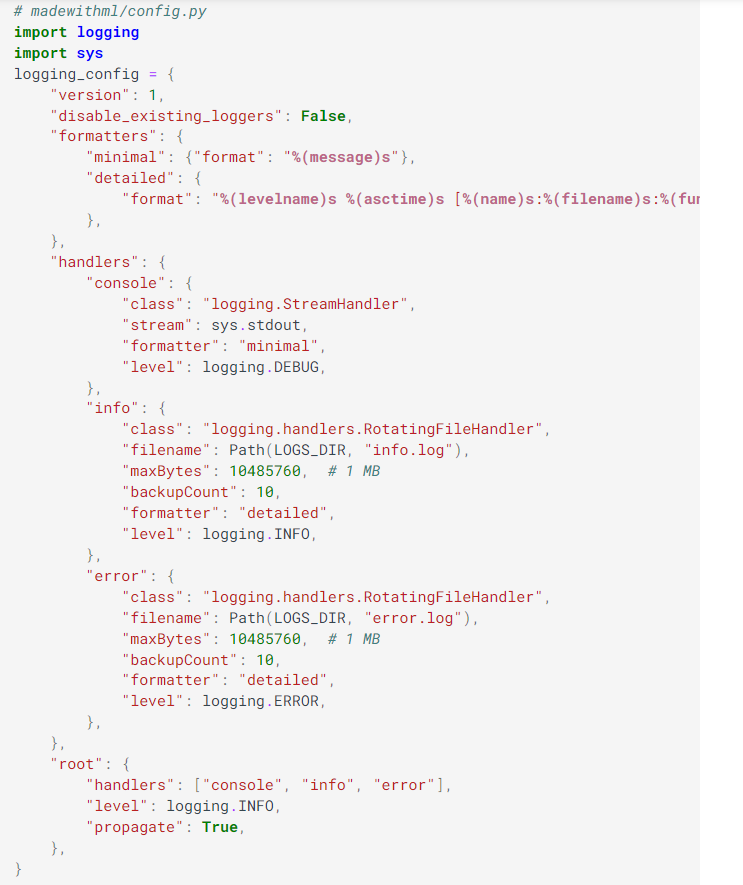 # madewithml/config.py
import logging
import sys
logging_config = {
    "version": 1,
    "disable_existing_loggers": False,
    "formatters": {
        "minimal": {"format": "%(message)s"},
        "detailed": {
            "format": "%(levelname)s %(asctime)s [%(name)s:%(filename)s:%(fun
        },
    },
    "handlers": {
        "console": {
            "class": "logging.StreamHandler",
            "stream": sys.stdout,
            "formatter": "minimal",
            "level": logging.DEBUG,
        },
        "info": {
            "class": "logging.handlers.RotatingFileHandler",
            "filename": Path(LOGS_DIR, "info.log"),
            "maxBytes": 10485760,  # 1 MB
            "backupCount": 10,
            "formatter": "detailed",
            "level": logging.INFO,
        },
        "error": {
            "class": "logging.handlers.RotatingFileHandler",
            "filename": Path(LOGS_DIR, "error.log"),
            "maxBytes": 10485760,  # 1 MB
            "backupCount": 10,
            "formatter": "detailed",
            "level": logging.ERROR,
        },
    },
    "root": {
        "handlers": ["console", "info", "error"],
        "level": logging.INFO,
        "propagate": True,
    },
}